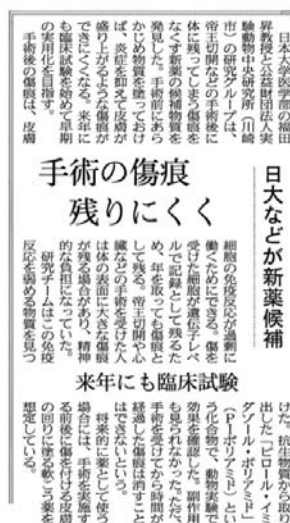 日大などが新薬候補
手術の傷痕
残りにくく
来年にも臨床試験
日本大学医学部の福田
昇教授と公益財団法人実
験動物中央研究所（川崎
市）の研究グループは、
帝王切開などの手術後に
体に残ってしまう傷痕を
なくす新薬の候補物質を
発見した。手術前にあら
かじめ物質を塗っておけ
ば、炎症を抑えて皮膚が
盛り上がるような傷痕が
できにくくなる。来年に
も臨床試験を始めて早期
の実用化を目指す。
手術後の傷痕は、皮膚
細胞の免疫反応が過剰に
働くためにできる。傷を
受けた細胞が遺伝子レベ
ルで記録として残るた
め、年を取っても傷痕と
して残る。帝王切開や心
臓などの手術を受けた人
は体の表面に大きな傷痕
が残る場合があり、精神
的な負担になっていた。
研究チームはこの免疫
反応を弱める物質を見つ
けた。抗生物質から取り
出した「ピロール・イミ
ダゾール・ポリアミド」
（PIポリアミド）とい
う化合物で、動物実験で
効果を確認した。副作用
も見られなかった。ただ、
手術を受けてから時間が
経過した傷痕は消すこと
はできないという。
将来的に薬として使う
場合には、手術を実施す
る前後に傷を付ける皮膚
の回りに塗る軟こう薬を
想定している。